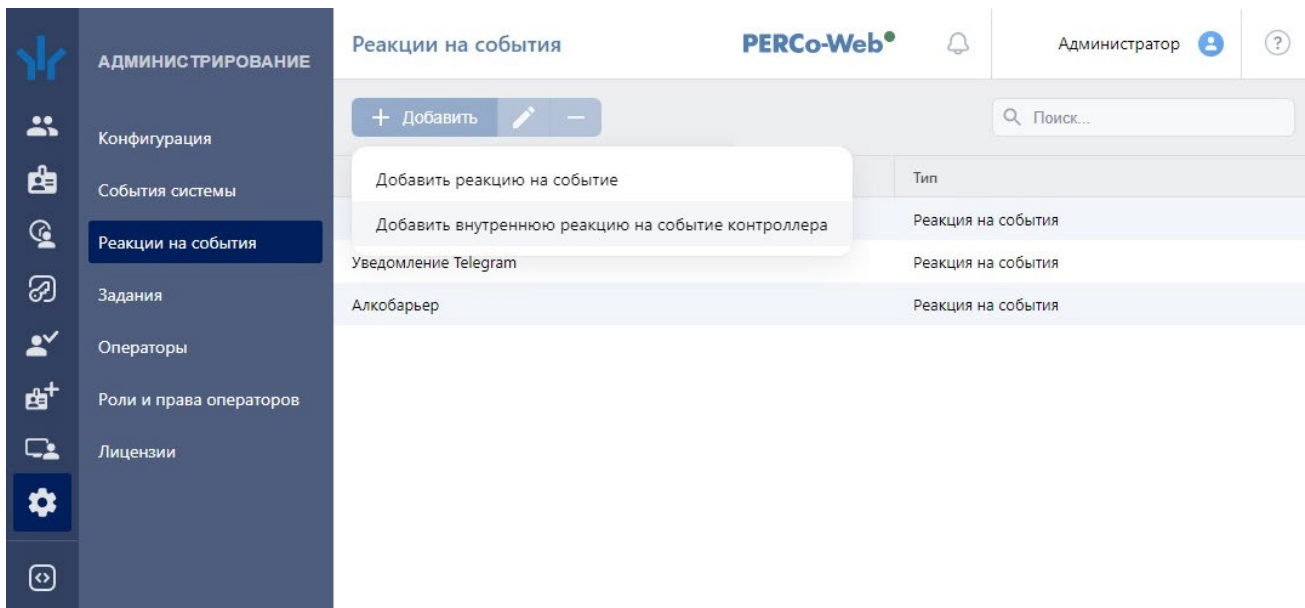 АДМИНИСТРИРОВАНИЕ
Конфигурация
События системы
Реакции на события
Задания
Операторы
Роли и права операторов
Лицензии
Реакции на события
PERCo-Web
Администратор
?
+ Добавить
Поиск...
Добавить реакцию на событие
Добавить внутреннюю реакцию на событие контроллера
Тип
Реакция на события
Уведомление Telegram
Реакция на события
Алкобарьер
Реакция на события